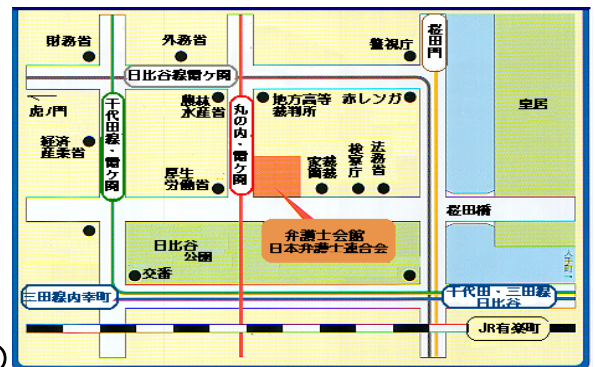 財務省
外務省
警視庁
桜田門
日比谷線霞ケ関
虎ノ門
千代田線・霞ケ関
農林
水産省
丸の内・霞ケ関
地方高等
裁判所
赤レンガ
皇居
経済
産業省
厚生
労働省
家裁
簡裁
検察庁
法務省
桜田橋
弁護士会館
日本弁護士連合会
日比谷
公園
交番
三田線内幸町
千代田・三田線
日比谷
JR有楽町